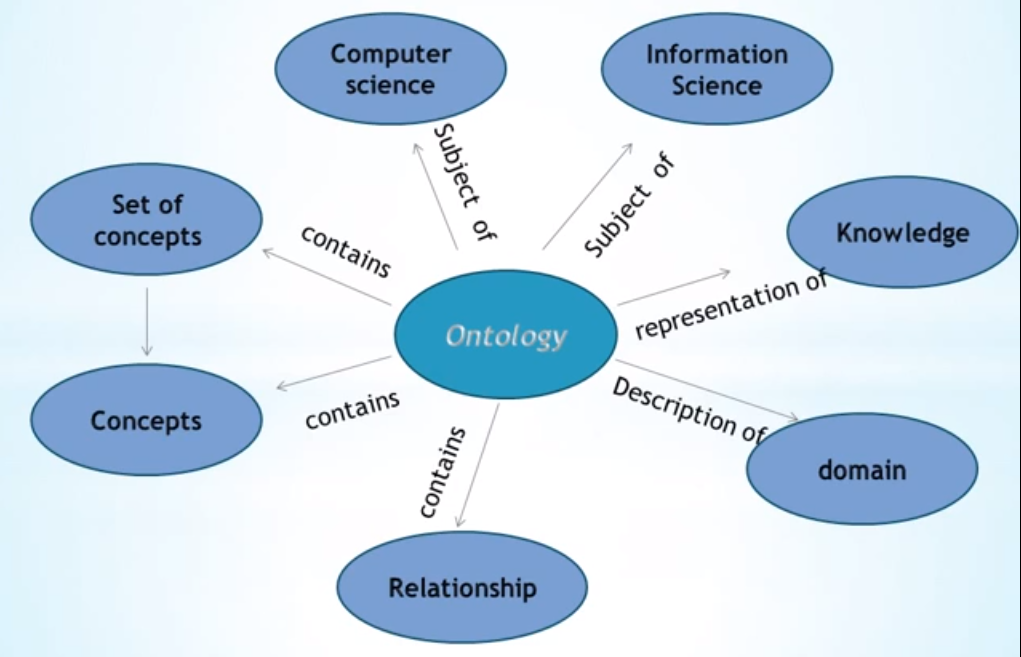 Computer
science
Information
Science
Subject of
Subject of
Set of
concepts
contains
Knowledge
representation of
Ontology
Description of
Concepts
contains
domain
contains
Relationship